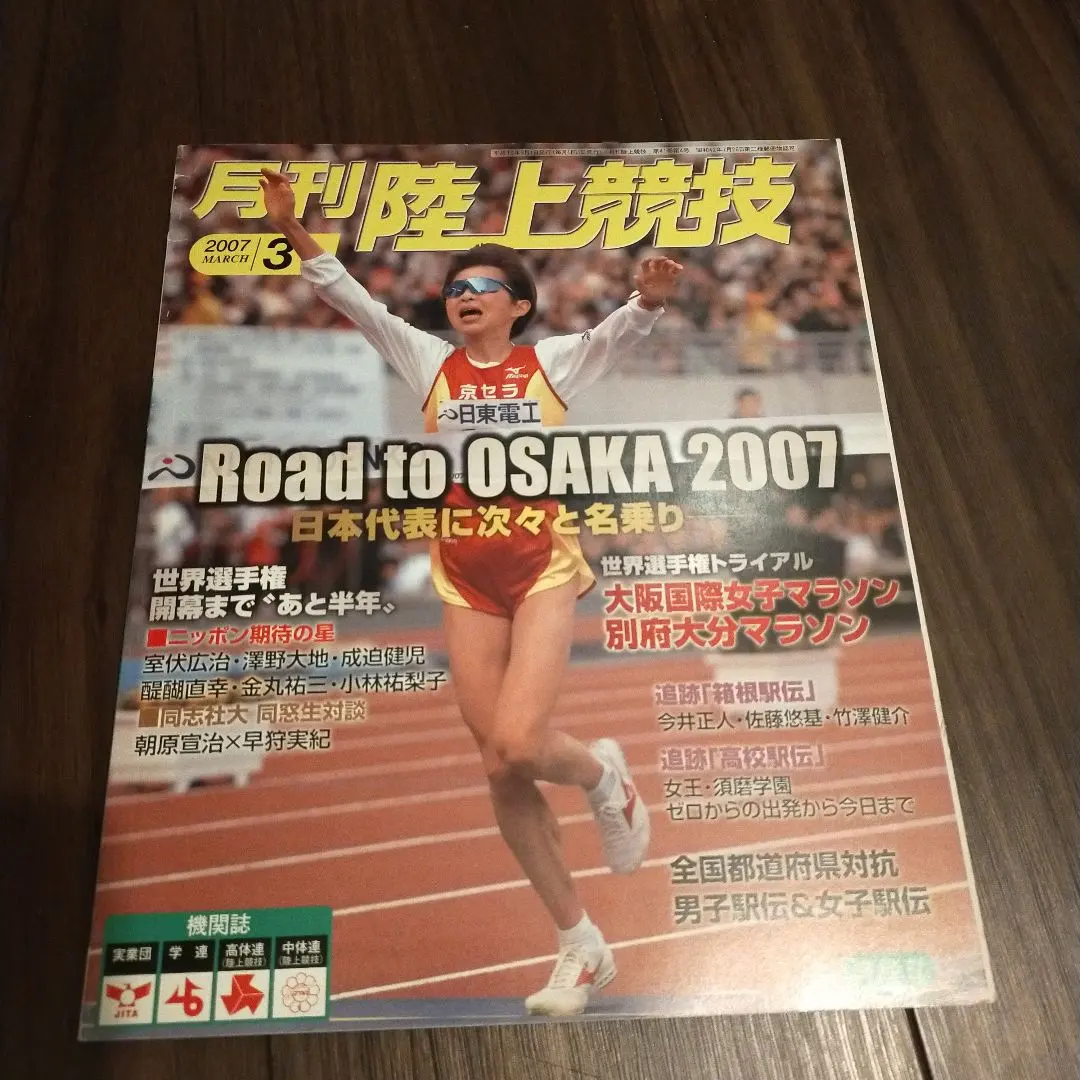 月刊 陸上競技
2007
MARCH
3
Mizuno
京セラ
日東電工
Road to OSAKA 2007
日本代表に次々と名乗り
世界選手権
開幕まで〝あと半年〟
■ニッポン期待の星
室伏広治・澤野大地・成迫健児
醍醐直幸・金丸祐三・小林祐梨子
■同志社大 同窓生対談
朝原宣治×早狩実紀
世界選手権トライアル
大阪国際女子マラソン
別府大分マラソン
追跡「箱根駅伝」
今井正人・佐藤悠基・竹澤健介
追跡「高校駅伝」
女王・須磨学園
ゼロからの出発から今日まで
全国都道府県対抗
男子駅伝&女子駅伝
機関誌
実業団
学連
高体連
(陸上競技)
中体連
(陸上競技)
JITA